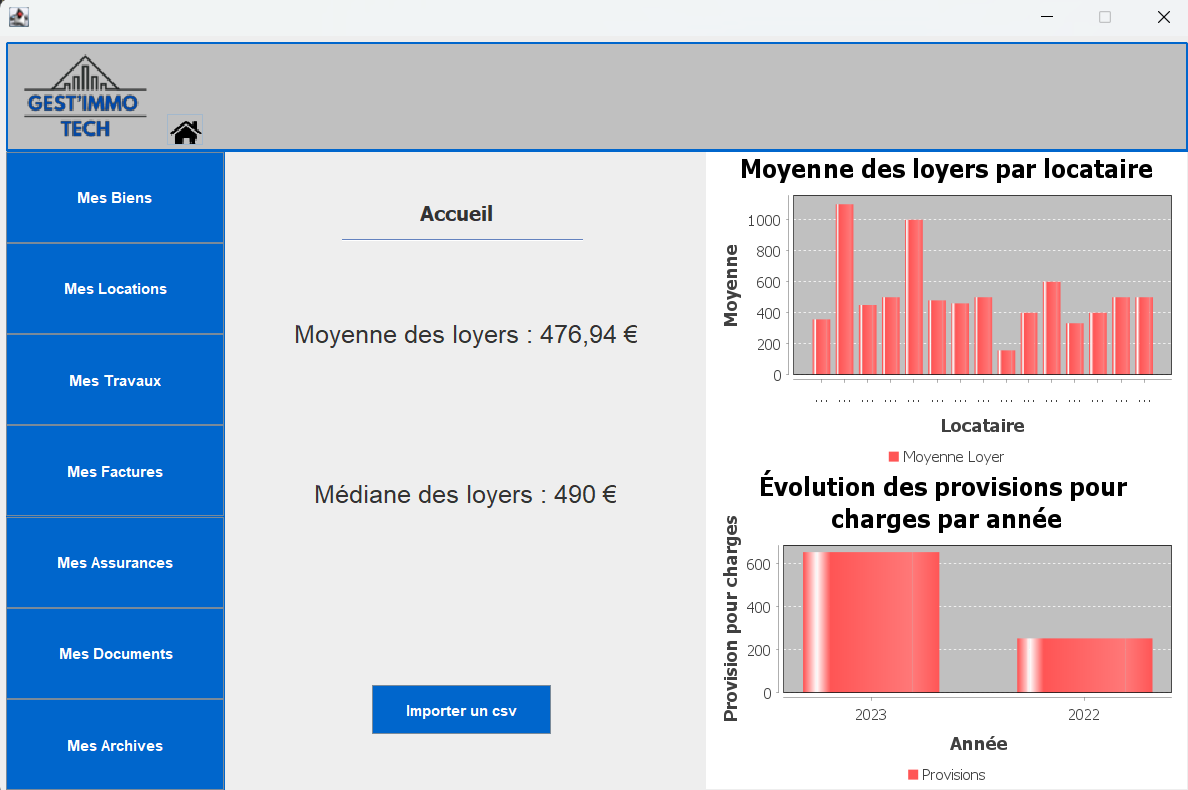 GEST'IMMO
TECH
Mes Biens
Mes Locations
Mes Travaux
Mes Factures
Mes Assurances
Mes Documents
Mes Archives
Accueil
Moyenne des loyers : 476,94 €
Médiane des loyers : 490 €
Importer un csv
Moyenne des loyers par locataire
Moyenne
1000
800
600
400
200
0
... ... ... ... ... ... ... ... ... ... ... ... ... ... ...
Locataire
Moyenne Loyer
Évolution des provisions pour
charges par année
Provision pour charges
600
400
200
0
2023 2022
Année
Provisions